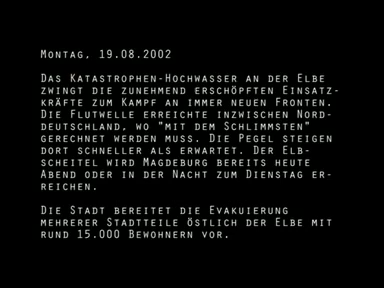 MONTAG, 19.08.2002
DAS KATASTROPHEN-HOCHWASSER AN DER ELBE
ZWINGT DIE ZUNEHMEND ERSCHÖPFTEN EINSATZ-
KRÄFTE ZUM KAMPF AN IMMER NEUEN FRONTEN.
DIE FLUTWELLE ERREICHTE INZWISCHEN NORD-
DEUTSCHLAND, WO "MIT DEM SCHLIMMSTEN"
GERECHNET WERDEN MUSS. DIE PEGEL STEIGEN
DORT SCHNELLER ALS ERWARTET. DER ELB-
SCHEITEL WIRD MAGDEBURG BEREITS HEUTE
ABEND ODER IN DER NACHT ZUM DIENSTAG ER-
REICHEN.
DIE STADT BEREITET DIE EVAKUIERUNG
MEHRERER STADTTEILE ÖSTLICH DER ELBE MIT
RUND 15.000 BEWOHNERN VOR.